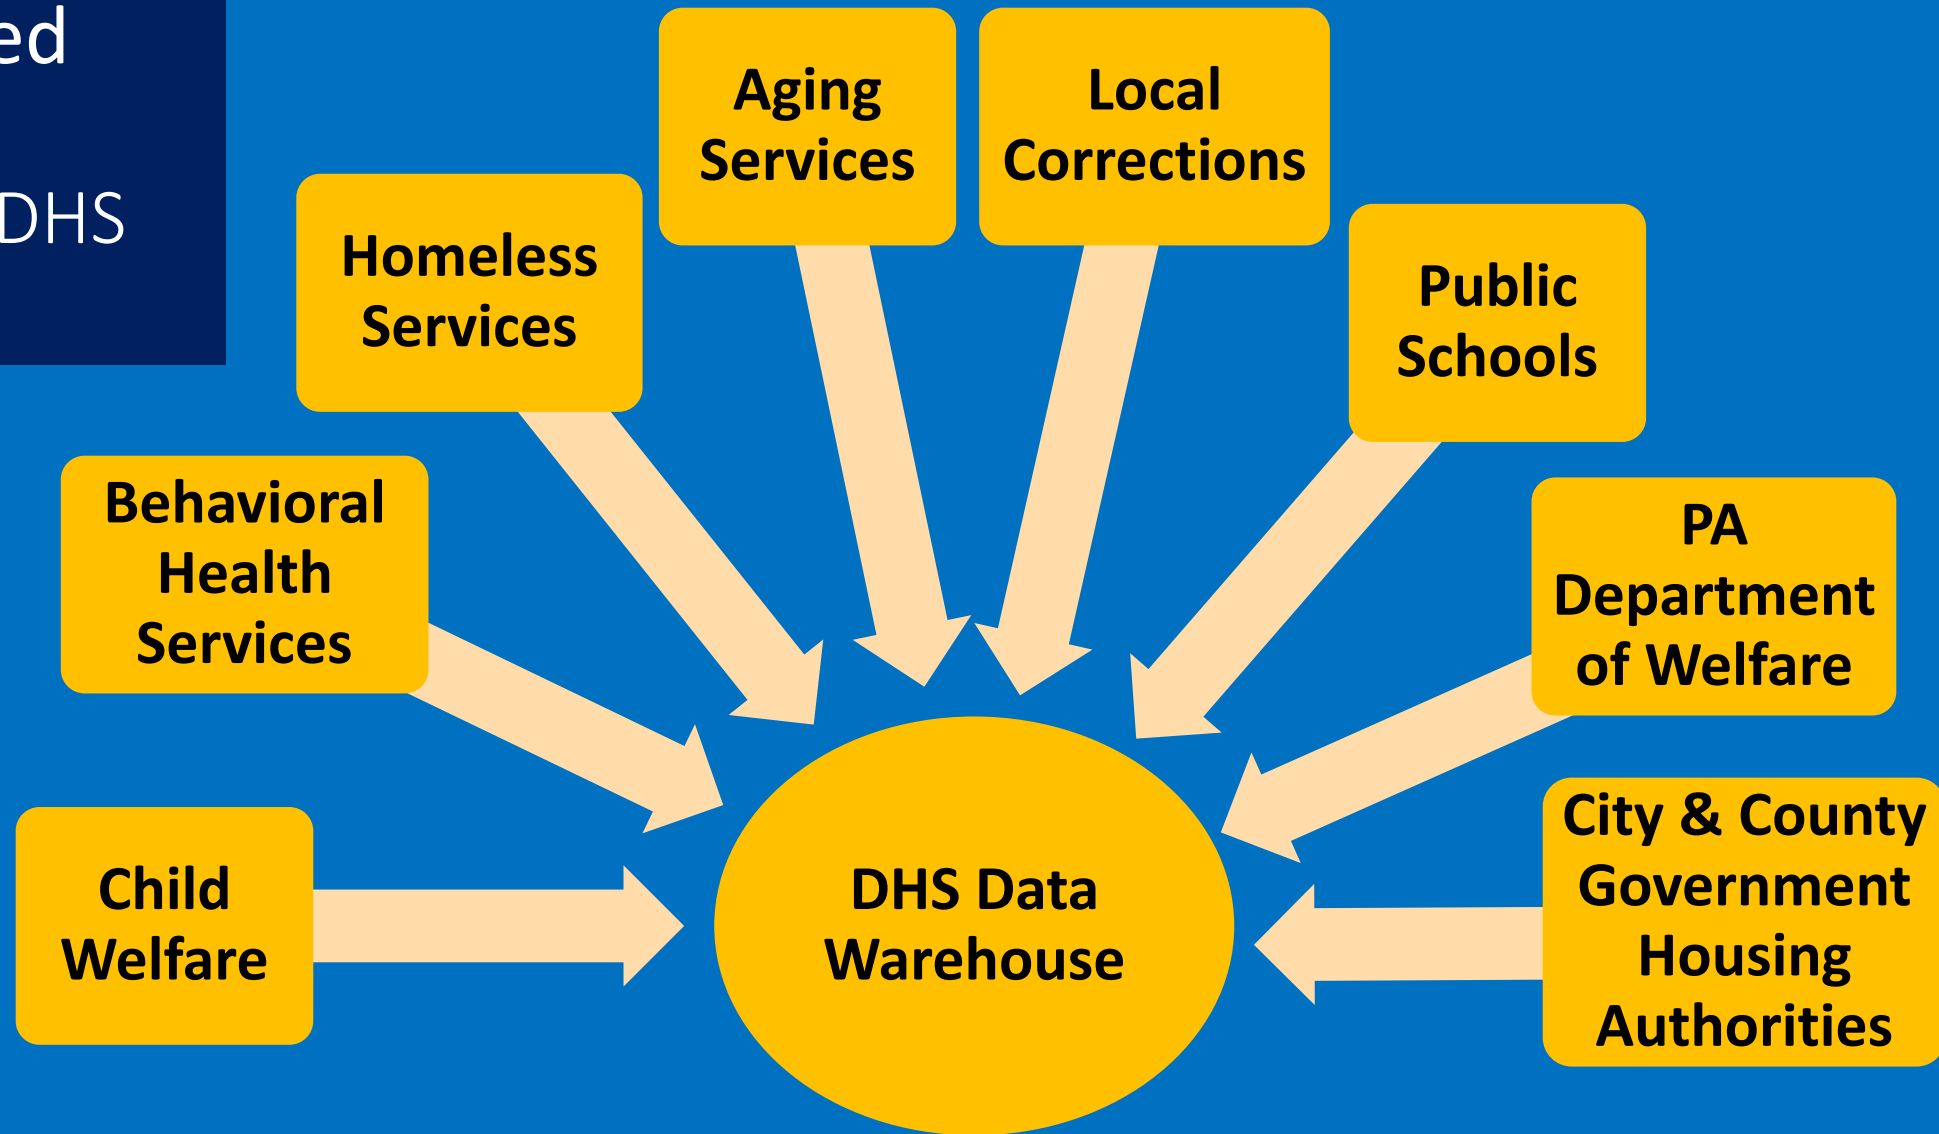 DHS
Aging
Services
Local
Corrections
Homeless
Services
Public
Schools
Behavioral
Health
Services
PA
Department
of Welfare
Child
Welfare
DHS Data
Warehouse
City & County
Government
Housing
Authorities